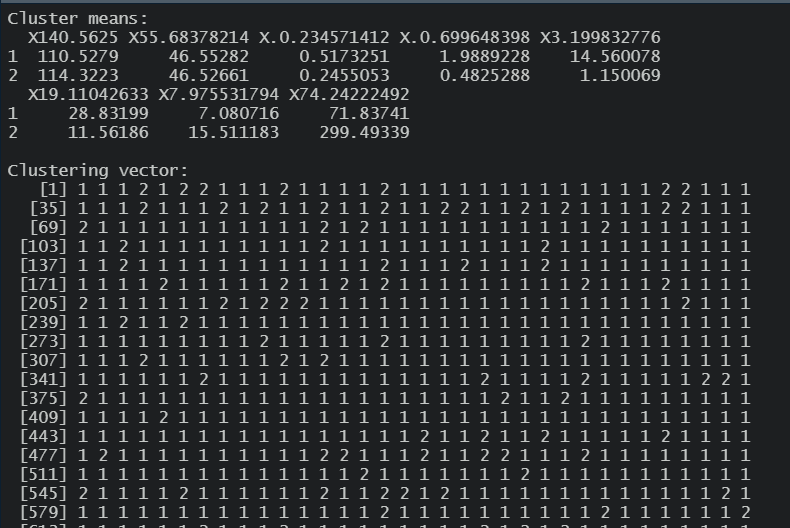 Cluster means:
X140.5625 X55.68378214 X.0.234571412 X.0.699648398 X3.199832776
1 110.5279 46.55282 0.5173251 1.9889228 14.560078
2 114.3223 46.52661 0.2455053 0.4825288 1.150069
X19.11042633 X7.975531794 X74.24222492
1 28.83199 7.080716 71.83741
2 11.56186 15.511183 299.49339
Clustering vector:
[1] 1 1 1 2 1 2 2 1 1 1 2 1 1 1 1 2 1 1 1 1 1 1 1 1 1 1 1 1 1 2 2 1 1 1
[35] 1 1 1 2 1 1 1 2 1 2 1 1 2 1 1 2 1 1 2 2 1 1 2 1 2 1 1 1 1 2 2 1 1 1
[69] 2 1 1 1 1 1 1 1 1 1 1 1 2 1 2 1 1 1 1 1 1 1 1 1 1 1 2 1 1 1 1 1 1 1
[103] 1 1 2 1 1 1 1 1 1 1 1 1 2 1 1 1 1 1 1 1 1 1 1 2 1 1 1 1 1 1 1 1 1 1
[137] 1 1 2 1 1 1 1 1 1 1 1 1 1 1 1 2 1 1 1 2 1 1 1 2 1 1 1 1 1 1 1 1 1 1
[171] 1 1 1 1 2 1 1 1 1 1 2 1 1 2 1 2 1 1 1 1 1 1 1 1 1 2 1 1 1 2 1 1 1 1
[205] 2 1 1 1 1 1 1 2 1 2 2 2 1 1 1 1 1 1 1 1 1 1 1 1 1 1 1 1 1 1 2 1 1 1
[239] 1 1 2 1 1 2 1 1 1 1 1 1 1 1 1 1 1 1 1 1 1 1 1 1 1 1 1 1 1 1 1 1 1 1
[273] 1 1 1 1 1 1 1 1 1 2 1 1 1 1 1 2 1 1 1 1 1 1 1 1 1 2 1 1 1 1 1 1 1 1
[307] 1 1 1 2 1 1 1 1 1 1 2 1 2 1 1 1 1 1 1 1 1 1 1 1 1 1 1 1 1 1 1 1 1 1
[341] 1 1 1 1 1 1 2 1 1 1 1 1 1 1 1 1 1 1 1 1 2 1 1 1 1 2 1 1 1 1 1 2 2 1
[375] 2 1 1 1 1 1 1 1 1 1 1 1 1 1 1 1 1 1 1 1 1 2 1 1 2 1 1 1 1 1 1 1 1 1
[409] 1 1 1 1 2 1 1 1 1 1 1 1 1 1 1 1 1 1 1 1 1 1 1 1 1 1 1 1 1 1 1 1 1 1
[443] 1 1 1 1 1 1 1 1 1 1 1 1 1 1 1 1 1 2 1 1 2 1 1 2 1 1 1 1 1 2 1 1 1 1
[477] 1 2 1 1 1 1 1 1 1 1 1 1 2 2 1 1 1 2 1 1 2 2 1 1 1 2 1 1 1 1 1 1 1 1
[511] 1 1 1 1 1 1 1 1 1 1 1 1 1 1 2 1 1 1 1 1 1 1 2 1 1 1 1 1 1 1 1 1 1 1
[545] 2 1 1 1 1 2 1 1 1 1 1 1 2 1 1 2 2 1 2 1 1 1 1 1 1 1 1 1 1 1 1 1 2 1
[579] 1 1 1 1 1 1 1 1 1 1 1 1 1 1 1 2 1 1 1 1 1 1 1 1 1 1 2 1 1 1 1 1 1 2